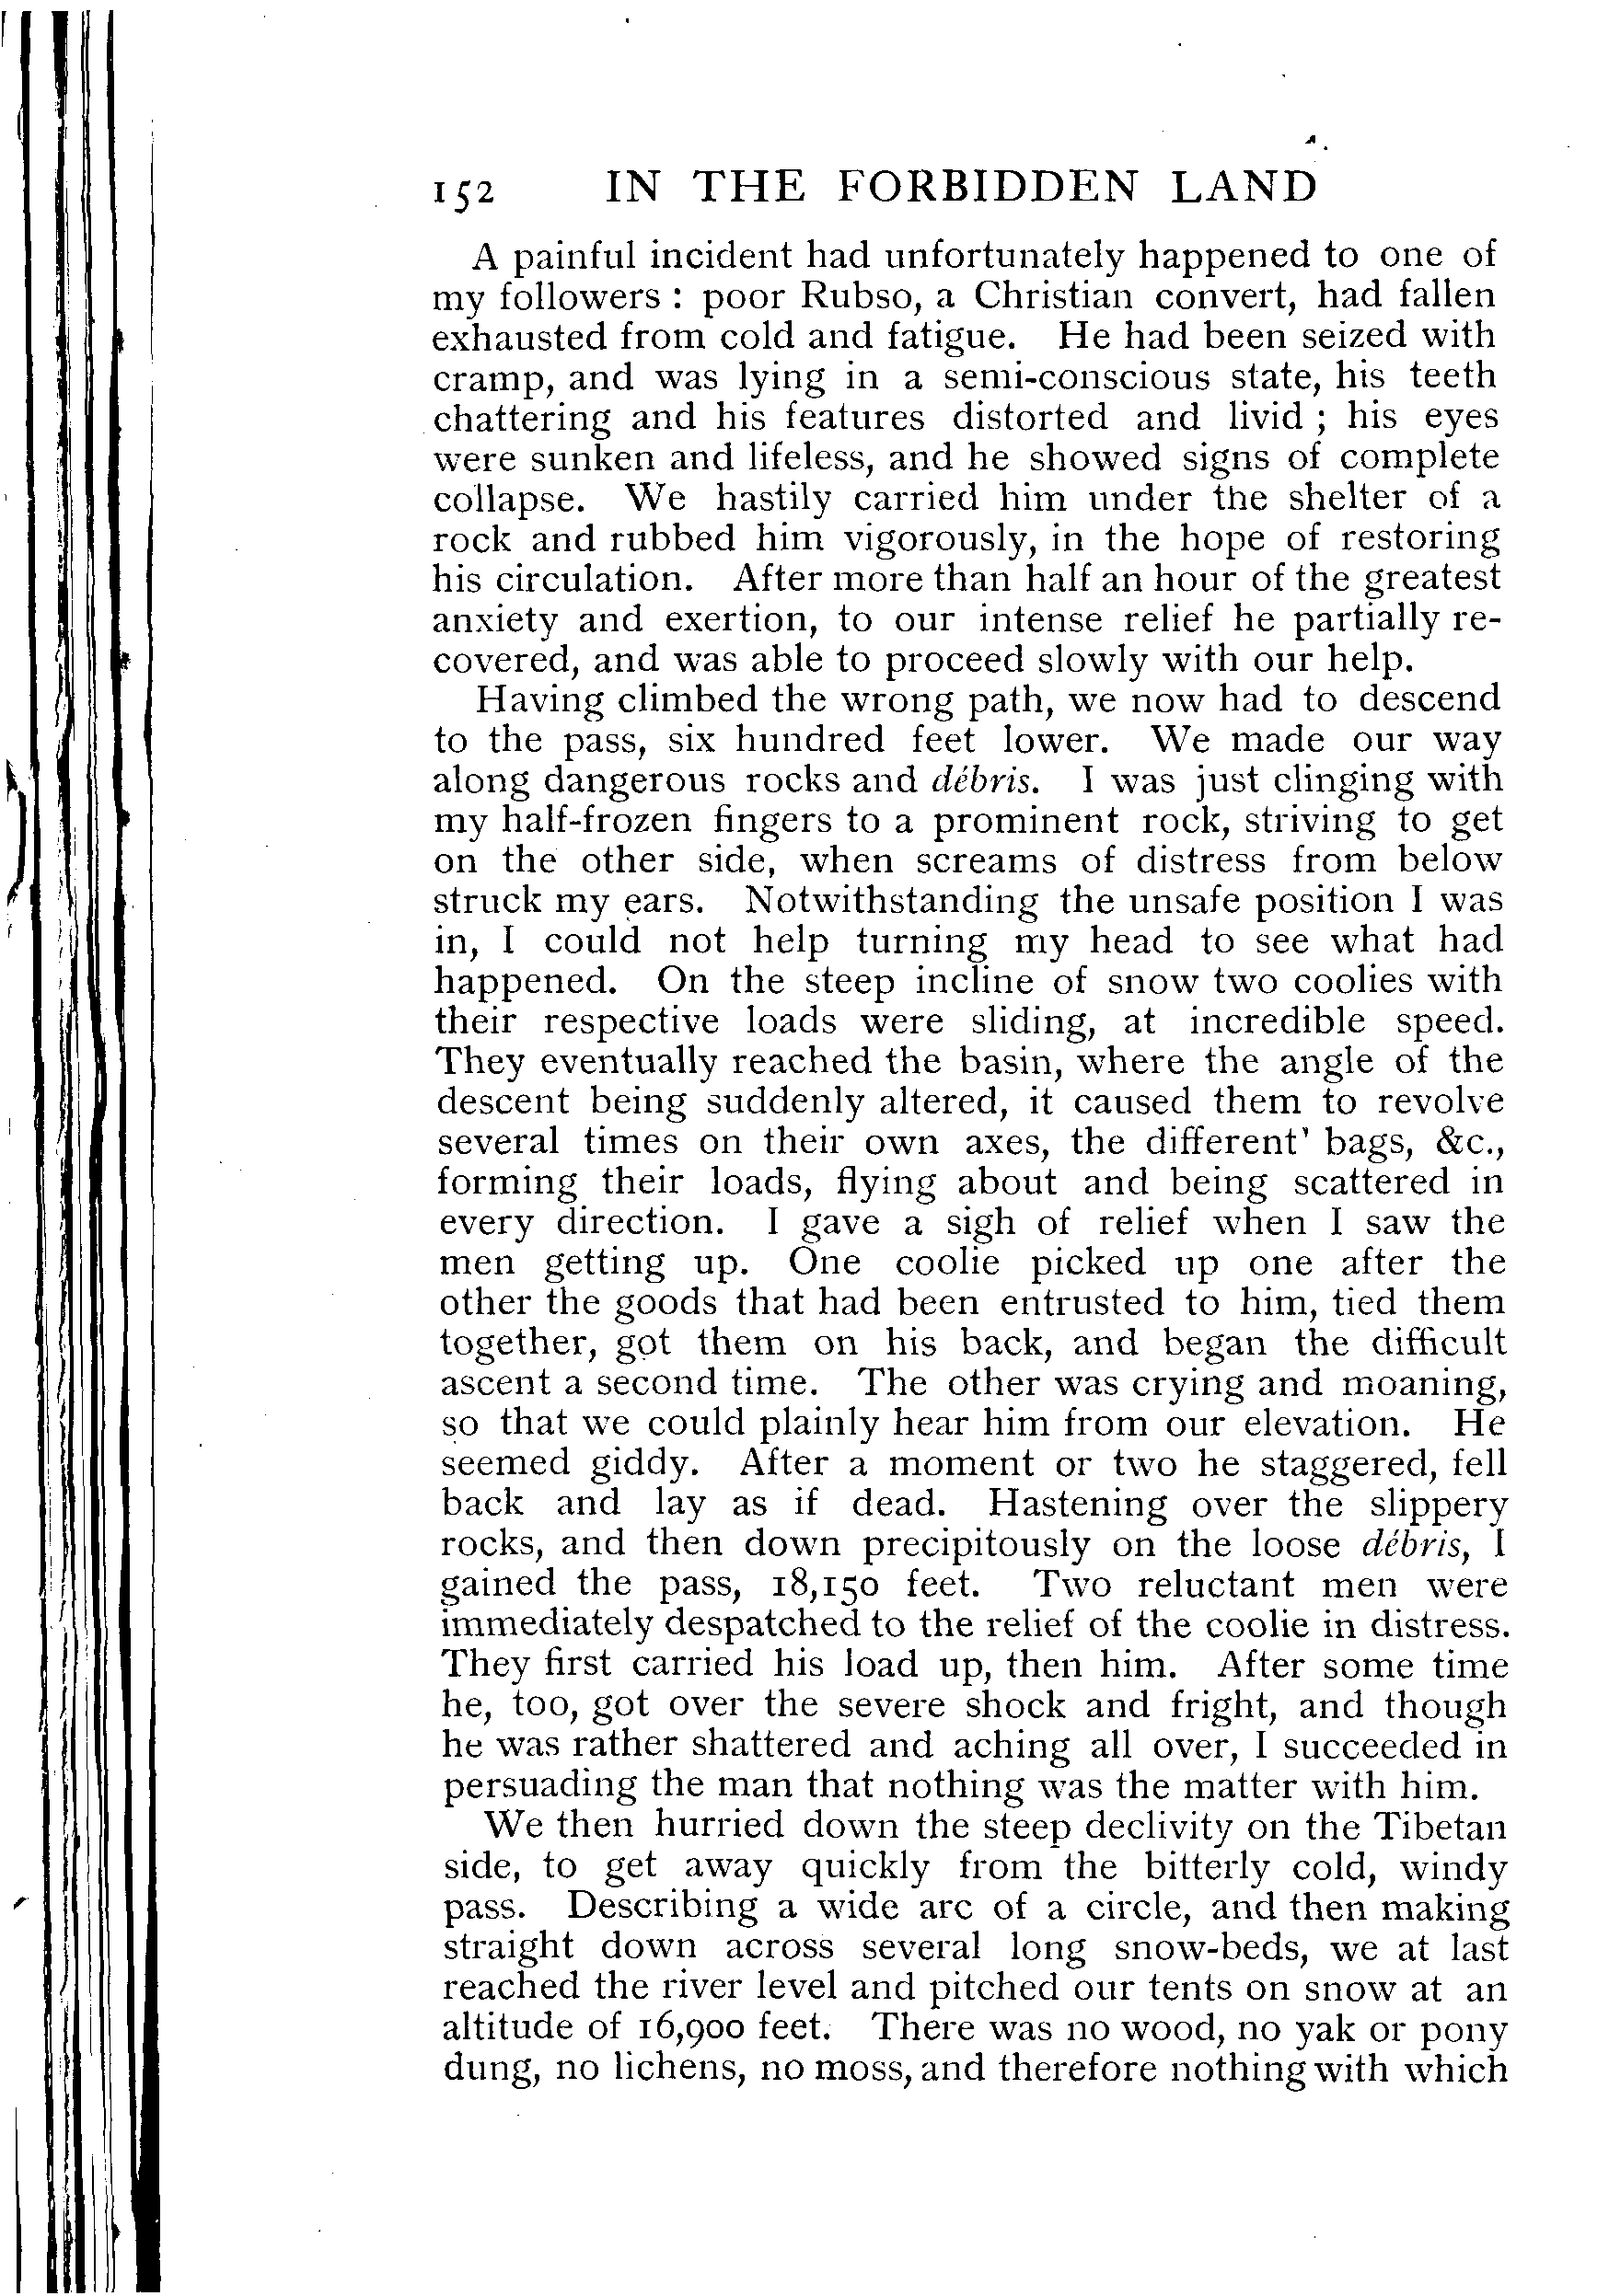 152 IN THE FORBIDDEN LAND
A painful incident had unfortunately happened to one of
my followers : poor Rubso, a Christian convert, had fallen
exhausted from cold and fatigue. He had been seized with
cramp, and was lying in a semi-conscious state, his teeth
chattering and his features distorted and livid ; his eyes
were sunken and lifeless, and he showed signs of complete
collapse. We hastily carried him under the shelter of a
rock and rubbed him vigorously, in the hope of restoring
his circulation. After more than half an hour of the greatest
anxiety and exertion, to our intense relief he partially re-
covered, and was able to proceed slowly with our help.
Having climbed the wrong path, we now had to descend
to the pass, six hundred feet lower. We made our way
along dangerous rocks and débris. I was just clinging with
my half-frozen fingers to a prominent rock, striving to get
on the other side, when screams of distress from below
struck my ears. Notwithstanding the unsafe position I was
in, I could not help turning my head to see what had
happened. On the steep incline of snow two coolies with
their respective loads were sliding, at incredible speed.
They eventually reached the basin, where the angle of the
descent being suddenly altered, it caused them to revolve
several times on their own axes, the different' bags, &c.,
forming their loads, flying about and being scattered in
every direction. I gave a sigh of relief when I saw the
men getting up. One coolie picked up one after the
other the goods that had been entrusted to him, tied them
together, got them on his back, and began the difficult
ascent a second time. The other was crying and moaning,
so that we could plainly hear him from our elevation. He
seemed giddy. After a moment or two he staggered, fell
back and lay as if dead. Hastening over the slippery
rocks, and then down precipitously on the loose débris, I
gained the pass, 18,150 feet. Two reluctant men were
immediately despatched to the relief of the coolie in distress.
They first carried his load up, then him. After some time
he, too, got over the severe shock and fright, and though
he was rather shattered and aching all over, I succeeded in
persuading the man that nothing was the matter with him.
We then hurried down the steep declivity on the Tibetan
side, to get away quickly from the bitterly cold, windy
pass. Describing a wide arc of a circle, and then making
straight down across several long snow-beds, we at last
reached the river level and pitched our tents on snow at an
altitude of 16,900 feet. There was no wood, no yak or pony
dung, no lichens, no moss, and therefore nothing with which